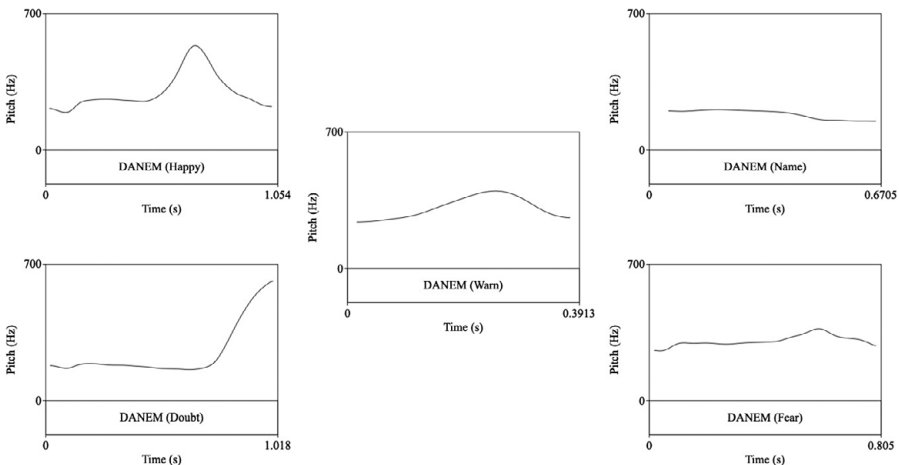 700
Pitch (Hz)
0
DANEM (Happy)
0 1.054
Time (s)
700
Pitch (Hz)
0
DANEM (Doubt)
0 1.018
Time (s)
700
Pitch (Hz)
0
DANEM (Warn)
0 0.3913
Time (s)
700
Pitch (Hz)
0
DANEM (Name)
0 0.6705
Time (s)
700
Pitch (Hz)
0
DANEM (Fear)
0 0.805
Time (s)